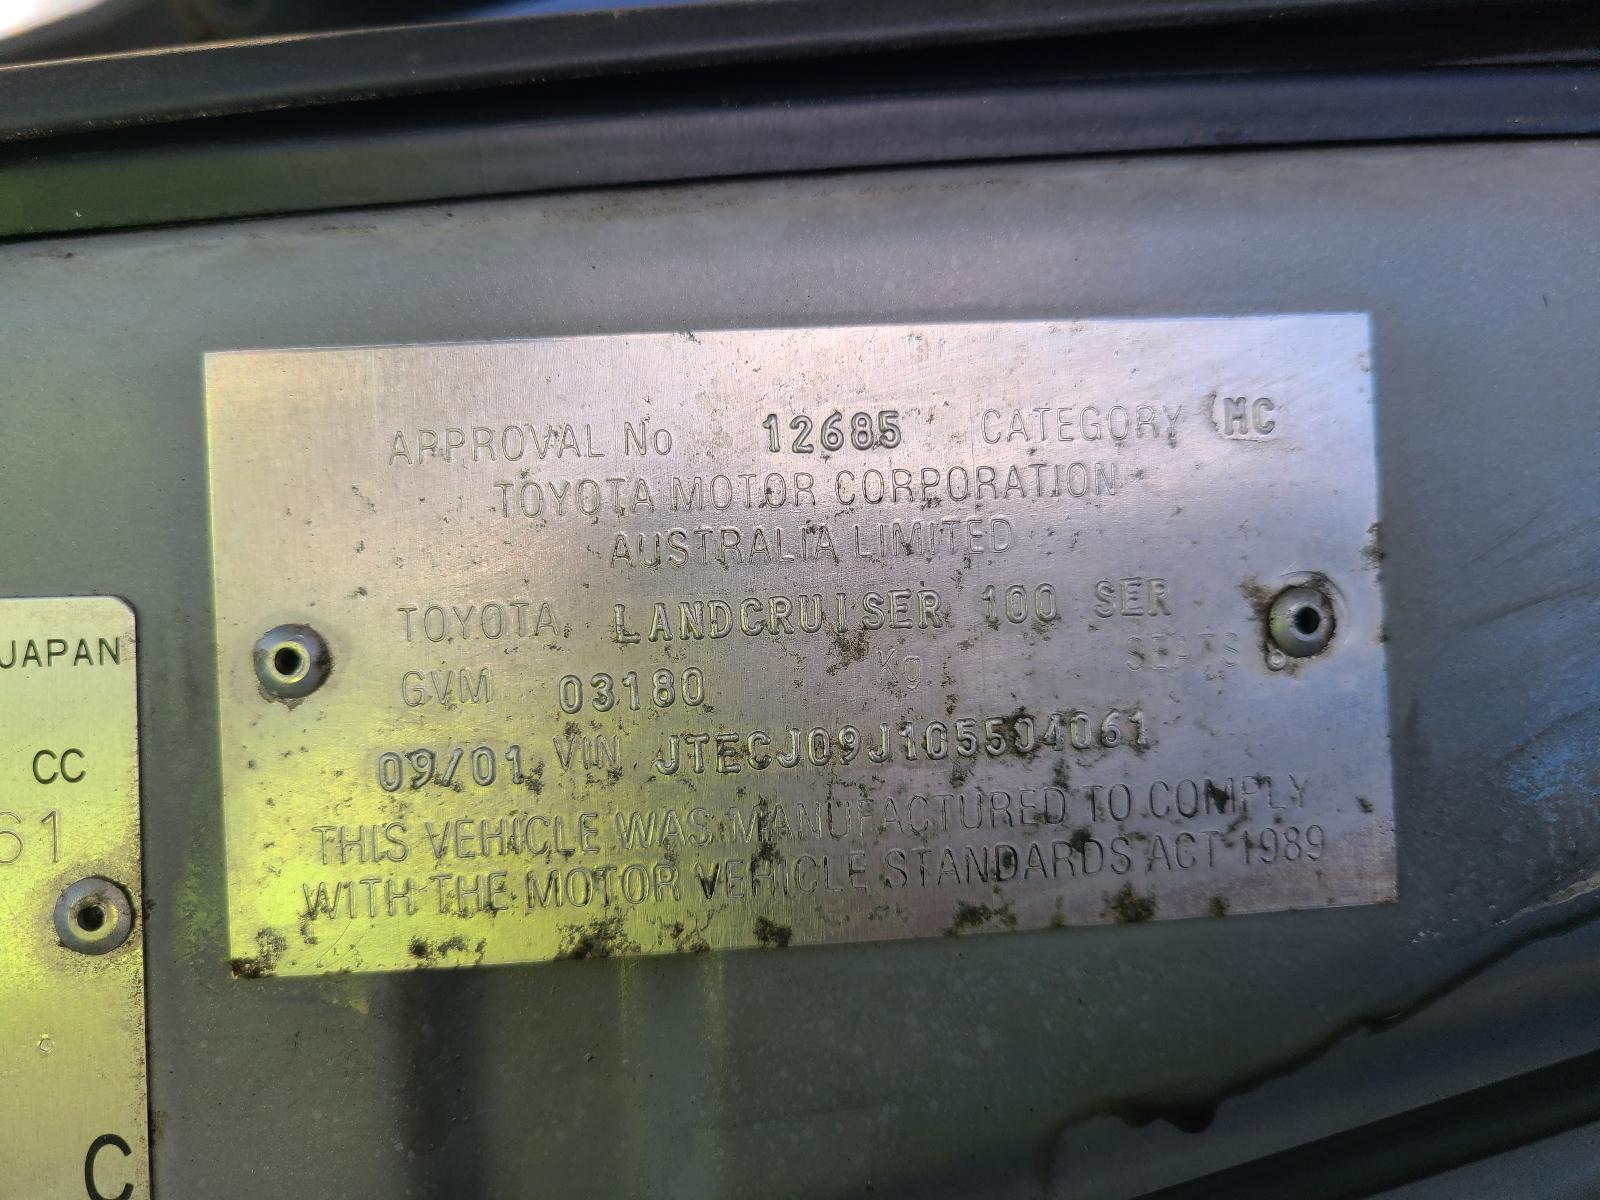 APPROVAL No 12685 CATEGORY MC
TOYOTA MOTOR CORPORATION
AUSTRALIA LIMITED
TOYOTA LANDCRUISER 100 SER
GVM 03180 Kg SEATS
09/01 VIN JTECJ09J105504061
THIS VEHICLE WAS MANUFACTURED TO COMPLY
WITH THE MOTOR VEHICLE STANDARDS ACT 1989
JAPAN
CC
61
C